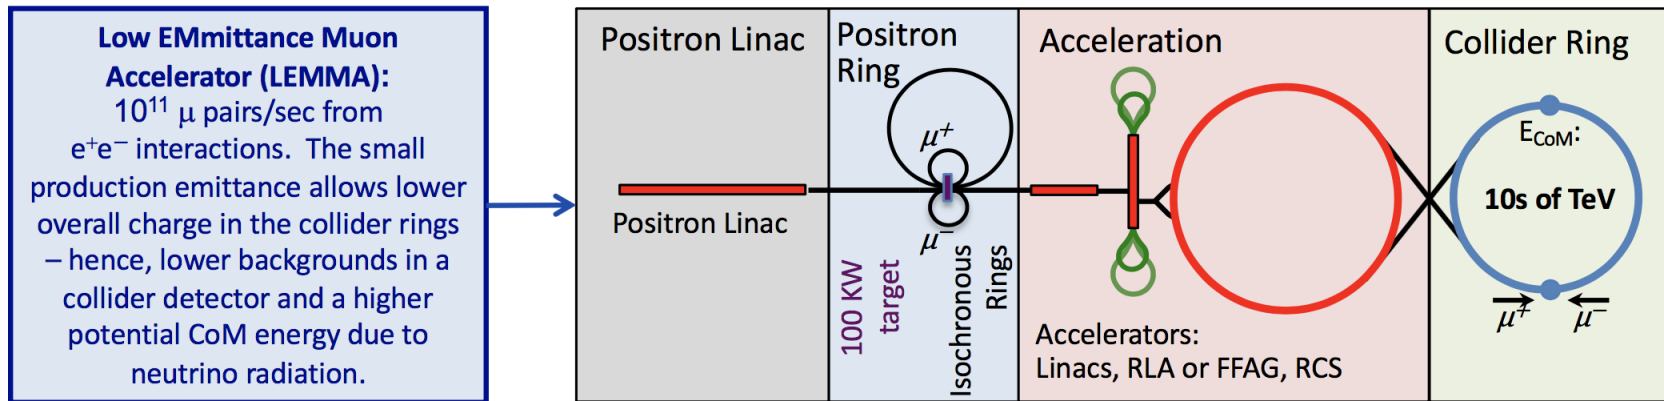 Low EMmittance Muon
Accelerator (LEMMA):
10¹¹ μ pairs/sec from
e⁺e⁻ interactions. The small
production emittance allows lower
overall charge in the collider rings
– hence, lower backgrounds in a
collider detector and a higher
potential CoM energy due to
neutrino radiation.
Positron Linac
Positron Linac
Positron
Ring
μ⁺
μ⁻
100 KW
target
Isochronous
Rings
Acceleration
Accelerators:
Linacs, RLA or FFAG, RCS
Collider Ring
E_CoM:
10s of TeV
μ⁺
μ⁻